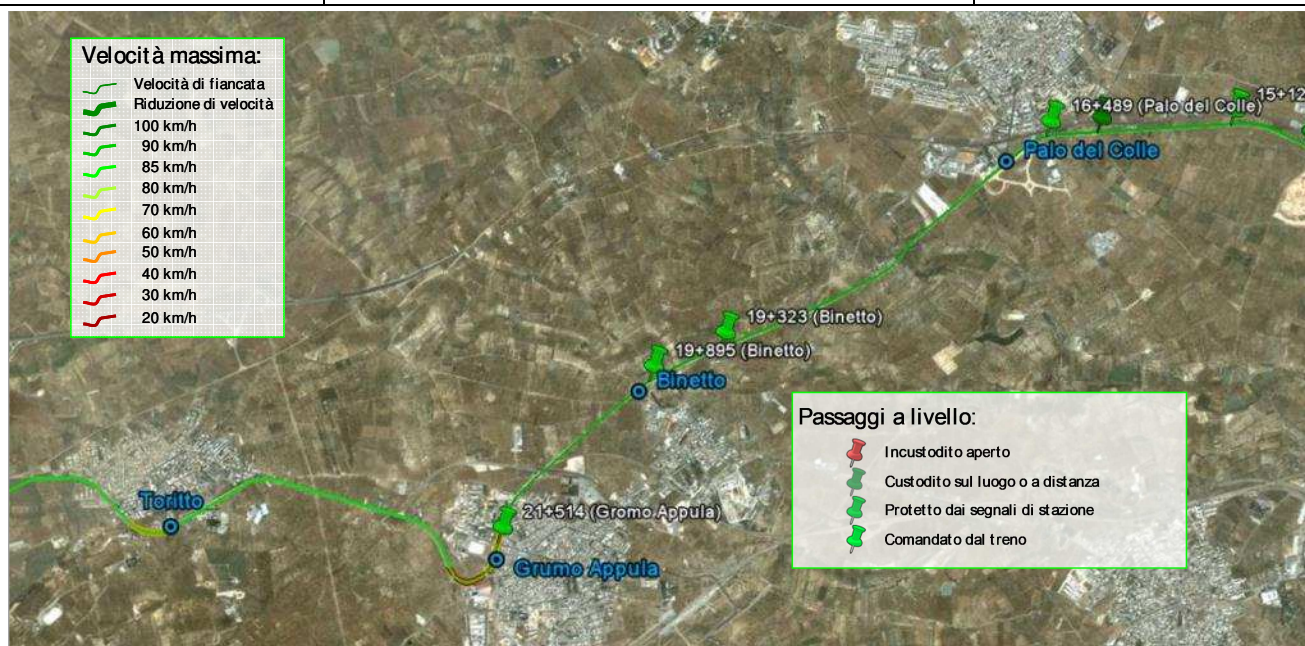 Velocità massima:
Velocità di fiancata
Riduzione di velocità
100 km/h
90 km/h
85 km/h
80 km/h
70 km/h
60 km/h
50 km/h
40 km/h
30 km/h
20 km/h
16+489 (Palo del Colle)
15+12
Palo del Colle
19+323 (Binetto)
19+895 (Binetto)
Binetto
Passaggi a livello:
Incustodito aperto
Custodito sul luogo o a distanza
Protetto dai segnali di stazione
Comandato dal treno
Toritto
21+514 (Gromo Appula)
Grumo Appula